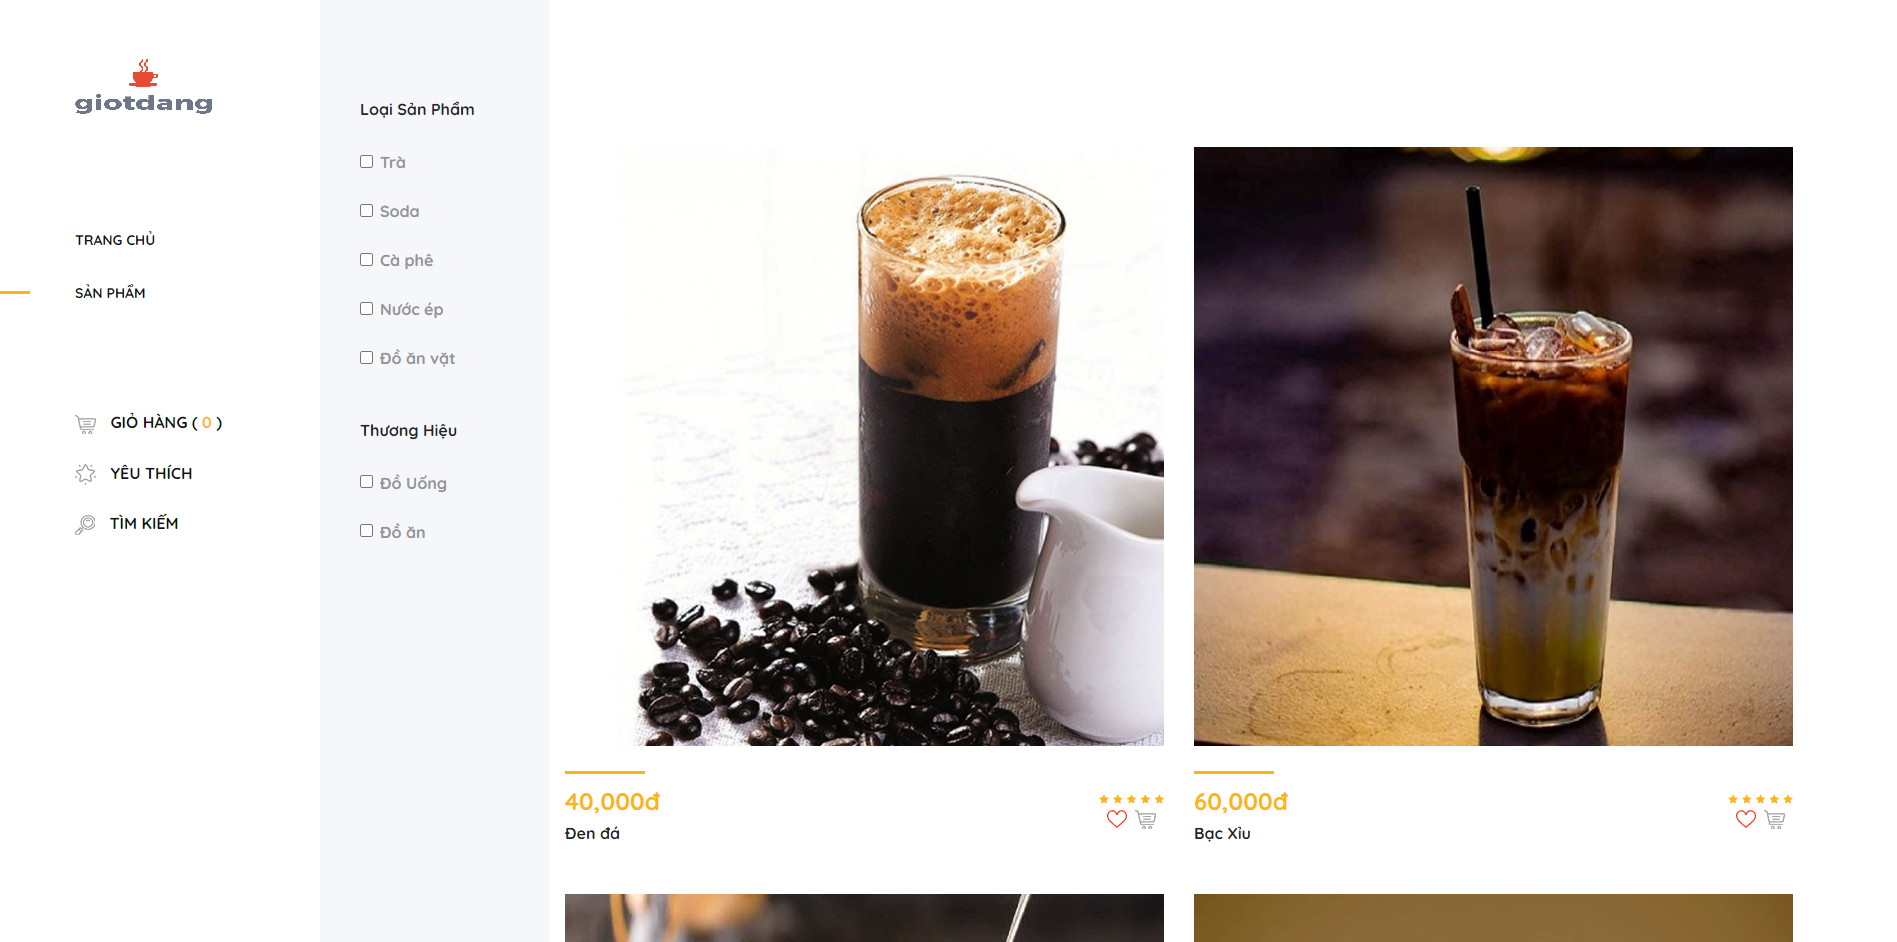 giotdang
TRANG CHỦ
SẢN PHẨM
GIỎ HÀNG ( 0 )
YÊU THÍCH
TÌM KIẾM
Loại Sản Phẩm
Trà
Soda
Cà phê
Nước ép
Đồ ăn vặt
Thương Hiệu
Đồ Uống
Đồ ăn
40,000đ
Đen đá
60,000đ
Bạc Xỉu